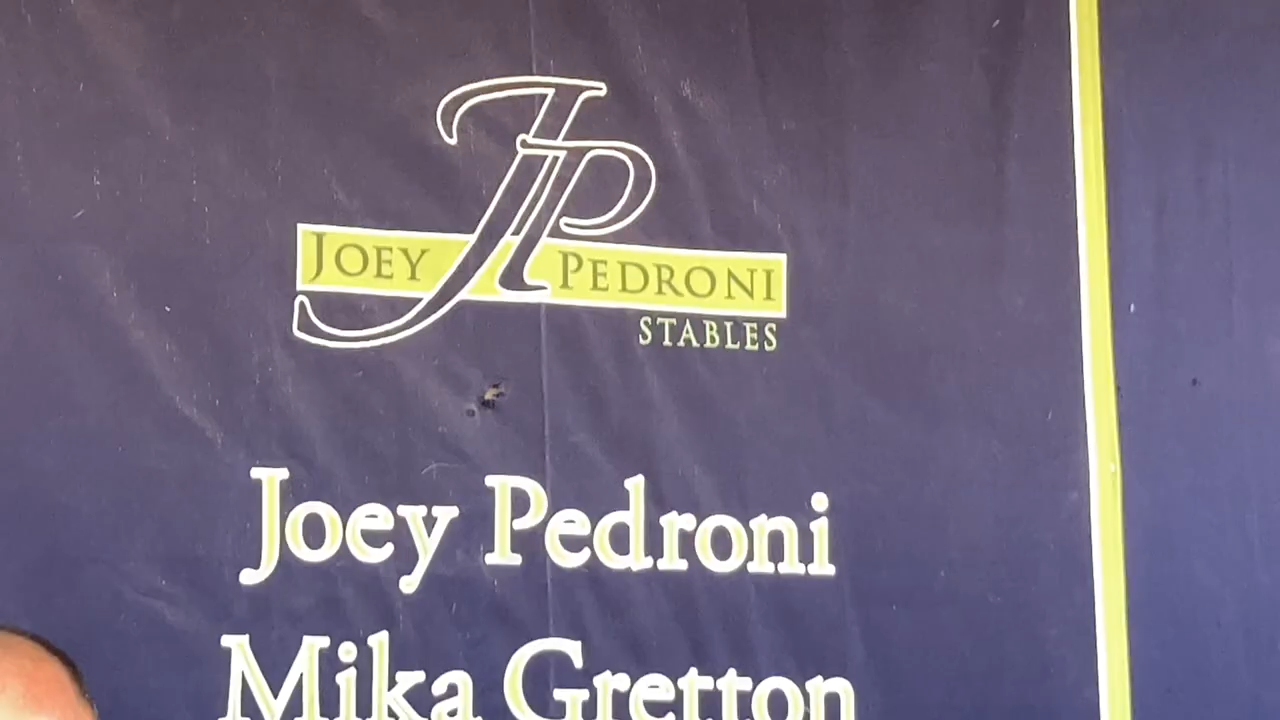 JP
JOEY PEDRONI
STABLES
Joey Pedroni
Mika Gretton